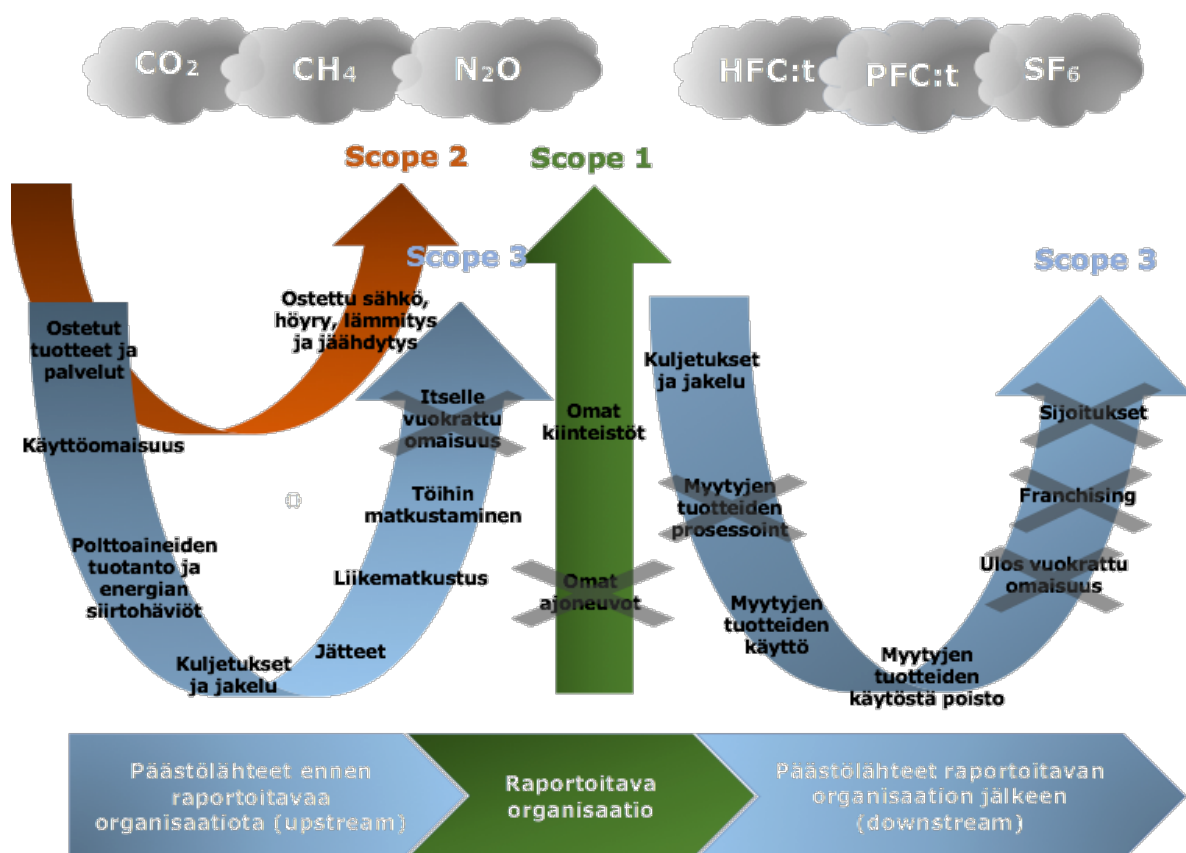 CO₂
CH₄
N₂O
HFC:t
PFC:t
SF₆
Scope 2
Scope 1
Scope 3
Scope 3
Ostettu sähkö,
höyry, lämmitys
ja jäähdytys
Ostetut
tuotteet ja
palvelut
Käyttöomaisuus
Polttoaineiden
tuotanto ja
energian
siirtohäviöt
Kuljetukset
ja jakelu
Jätteet
Liikematkustus
Töihin
matkustaminen
Itselle
vuokrattu
omaisuus
Omat
kiinteistöt
Omat
ajoneuvot
Kuljetukset
ja jakelu
Myytyjen
tuotteiden
prosessoint
Myytyjen
tuotteiden
käyttö
Myytyjen
tuotteiden
käytöstä poisto
Ulos vuokrattu
omaisuus
Franchising
Sijoitukset
Päästölähteet ennen
raportoitavaa
organisaatiota (upstream)
Raportoitava
organisaatio
Päästölähteet raportoitavan
organisaation jälkeen
(downstream)